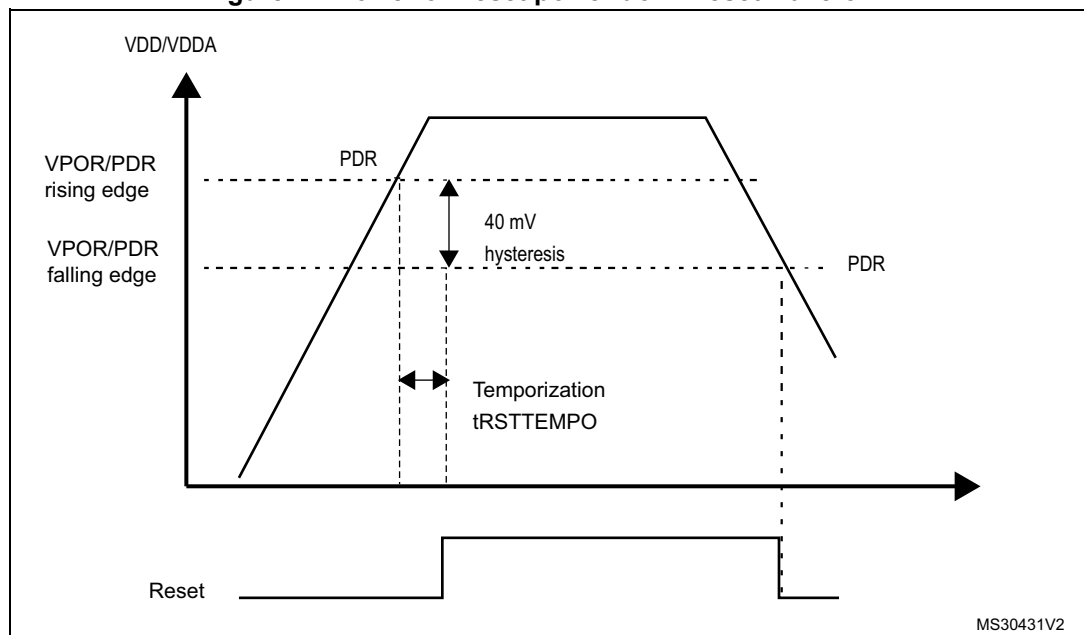 VDD/VDDA
VPOR/PDR
rising edge
PDR
40 mV
hysteresis
VPOR/PDR
falling edge
PDR
Temporization
tRSTTEMPO
Reset
MS30431V2